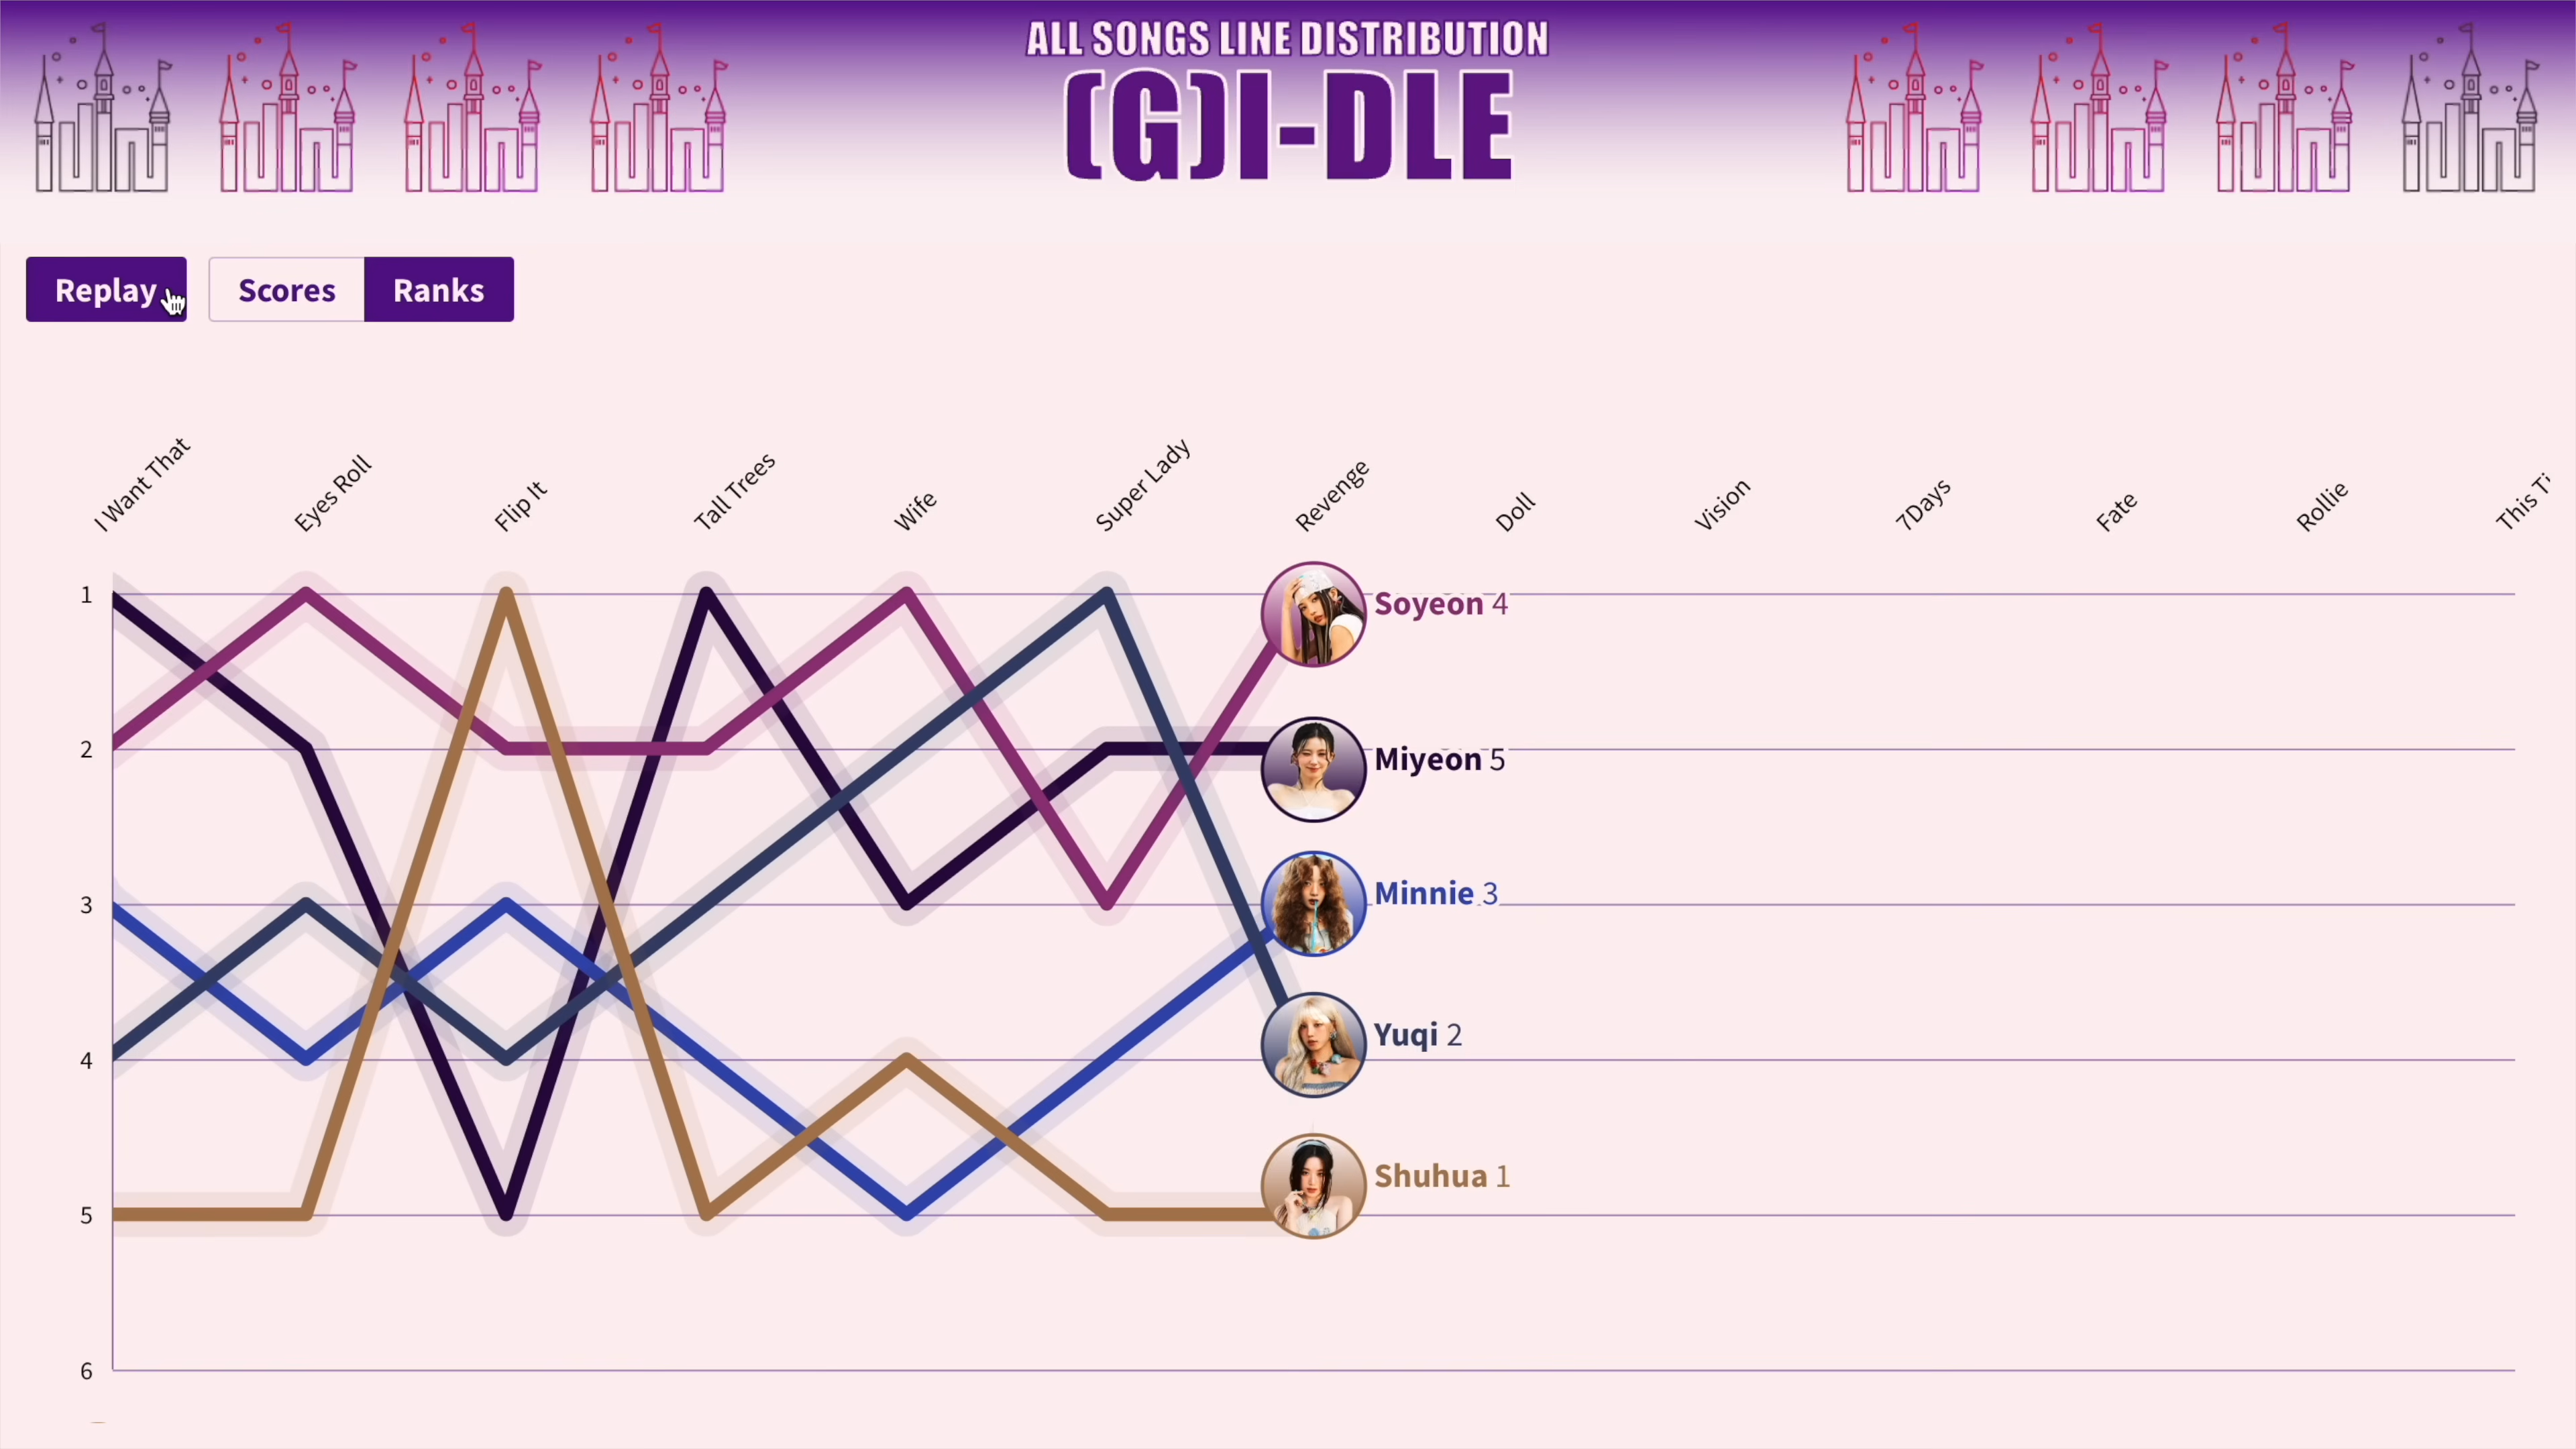 ALL SONGS LINE DISTRIBUTION
(G)I-DLE
Replay
Scores
Ranks
I Want That
Eyes Roll
Flip It
Tall Trees
Wife
Super Lady
Revenge
Doll
Vision
7Days
Fate
Rollie
This Ti
1
2
3
4
5
6
Soyeon 4
Miyeon 5
Minnie 3
Yuqi 2
Shuhua 1